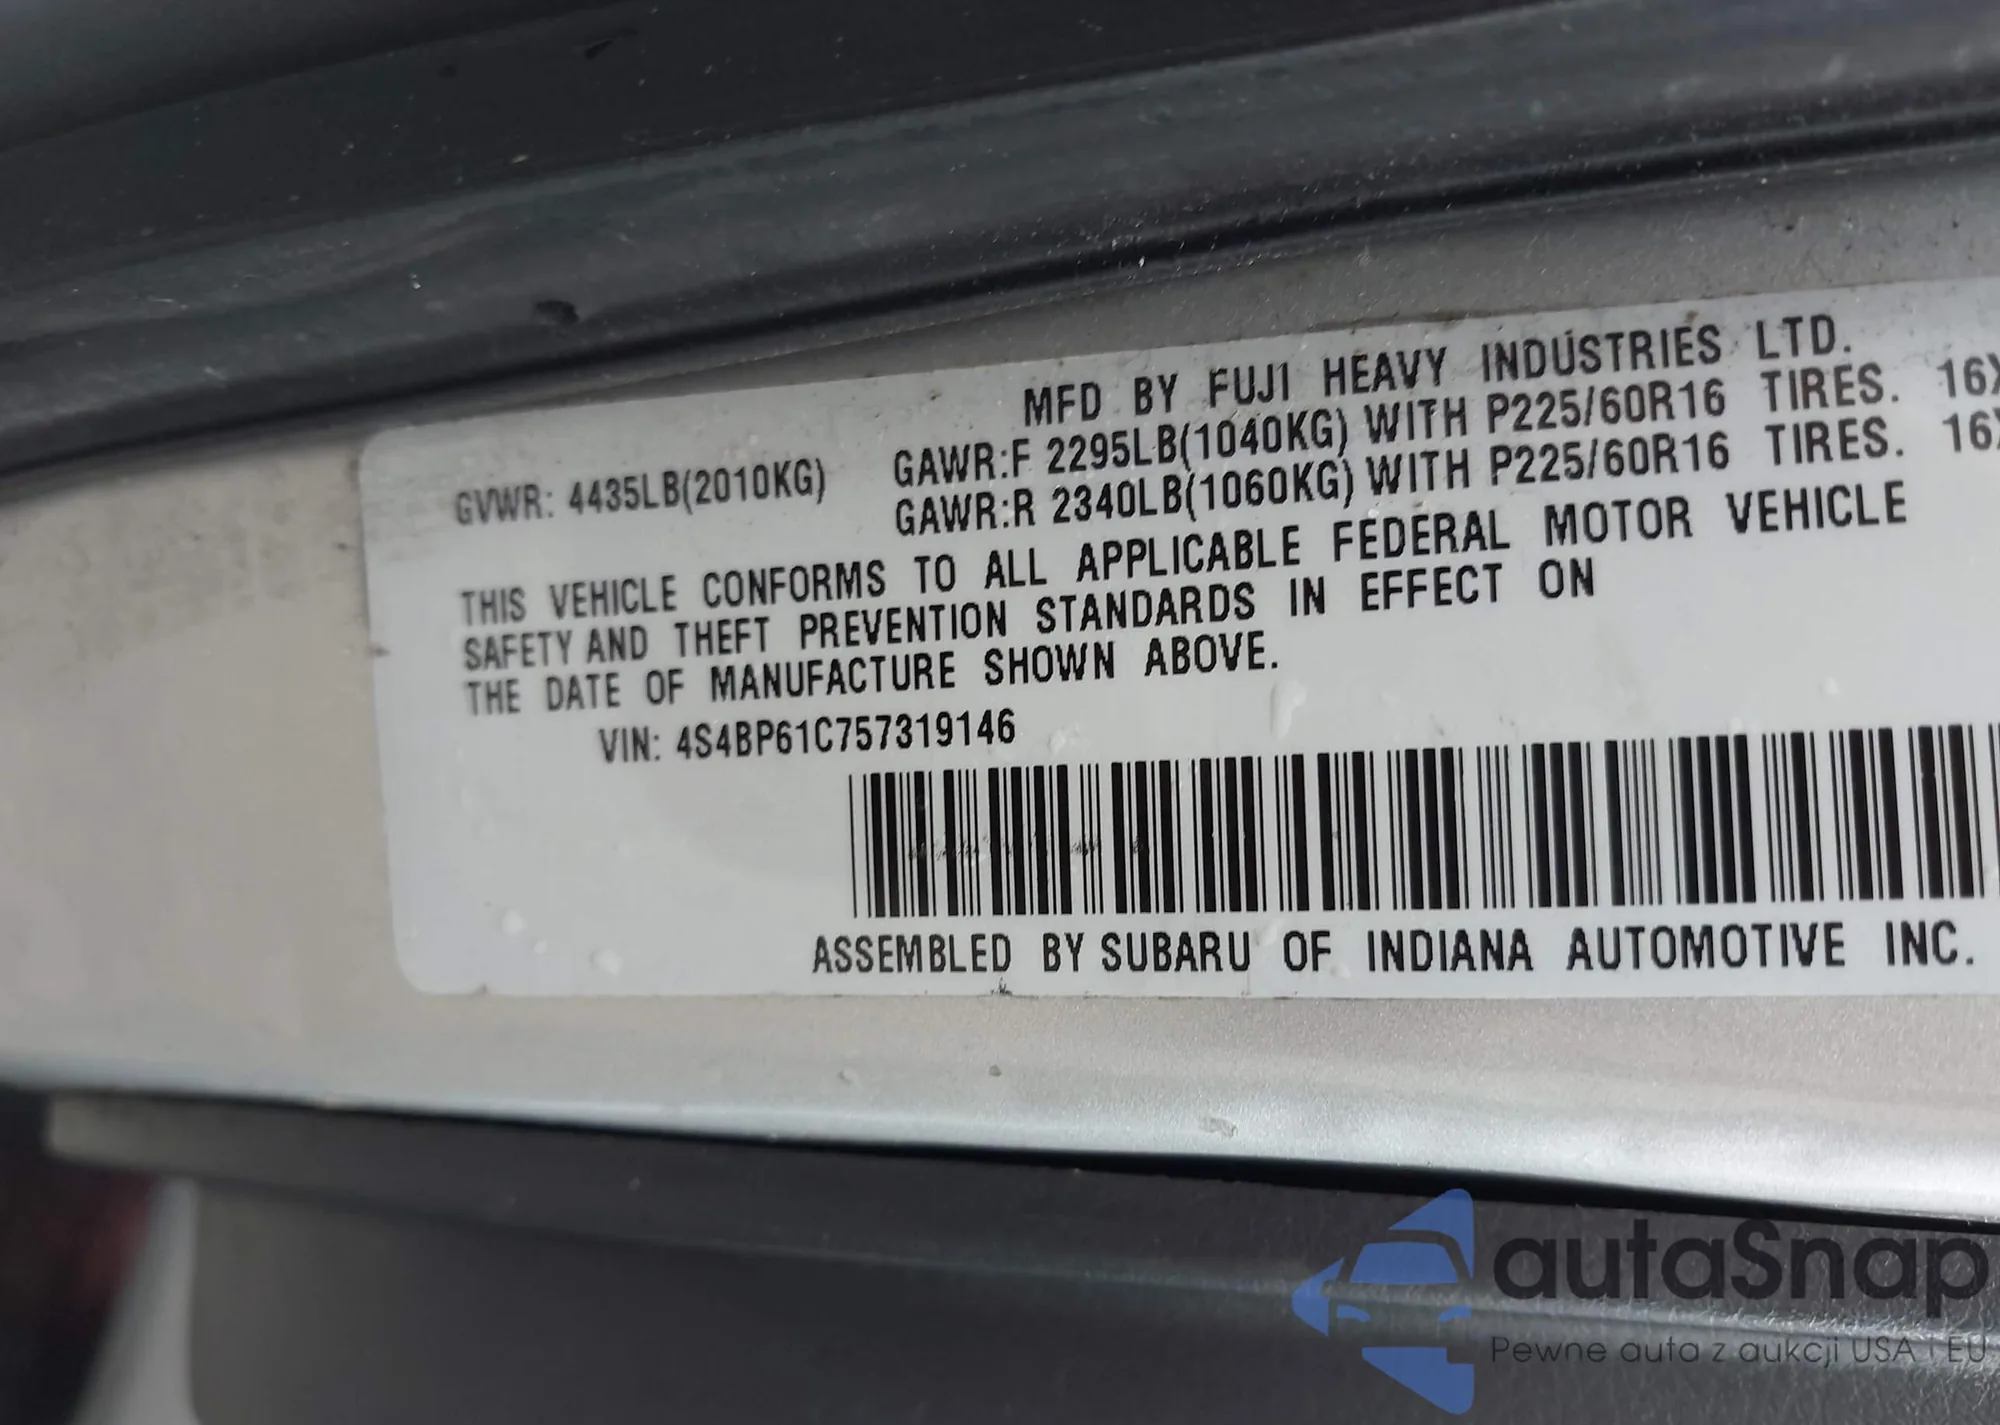 MFD BY FUJI HEAVY INDUSTRIES LTD.
GVWR: 4435LB(2010KG)
GAWR:F 2295LB(1040KG) WITH P225/60R16 TIRES. 16X
GAWR:R 2340LB(1060KG) WITH P225/60R16 TIRES. 16X
THIS VEHICLE CONFORMS TO ALL APPLICABLE FEDERAL MOTOR VEHICLE
SAFETY AND THEFT PREVENTION STANDARDS IN EFFECT ON
THE DATE OF MANUFACTURE SHOWN ABOVE.
VIN: 4S4BP61C757319146
ASSEMBLED BY SUBARU OF INDIANA AUTOMOTIVE INC.
autaSnap
Pewne auta z aukcji USA i EU